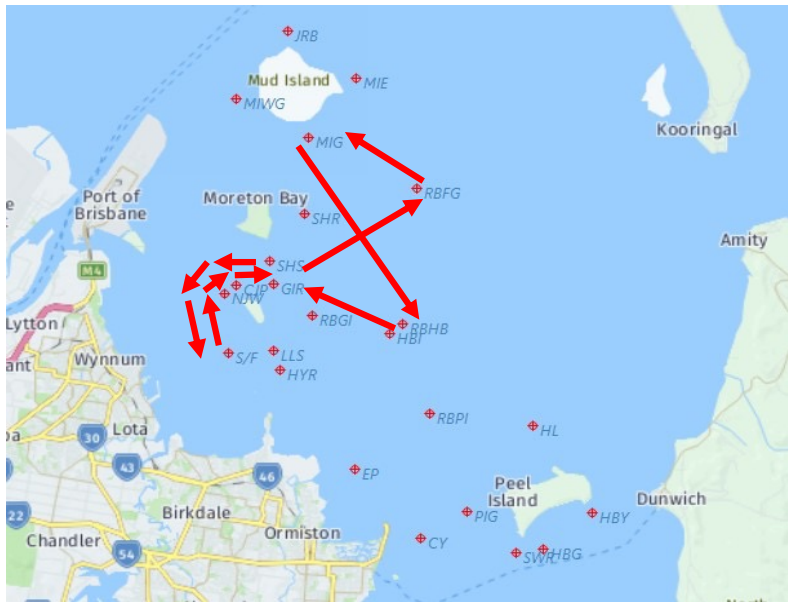 JRB
Mud Island
MIE
MIWG
Kooringal
MIG
Port of
Brisbane
Moreton Bay
RBFG
SHR
Amity
M4
SHS
GIR
CJP
NJW
RBGI
RBHB
HBI
Lytton
Wynnum
S/F
LLS
HYR
Lota
30
RBPI
HL
43
46
EP
Peel
Island
Dunwich
22
Birkdale
PIG
HBY
Chandler
54
Ormiston
CY
SWR
HBG